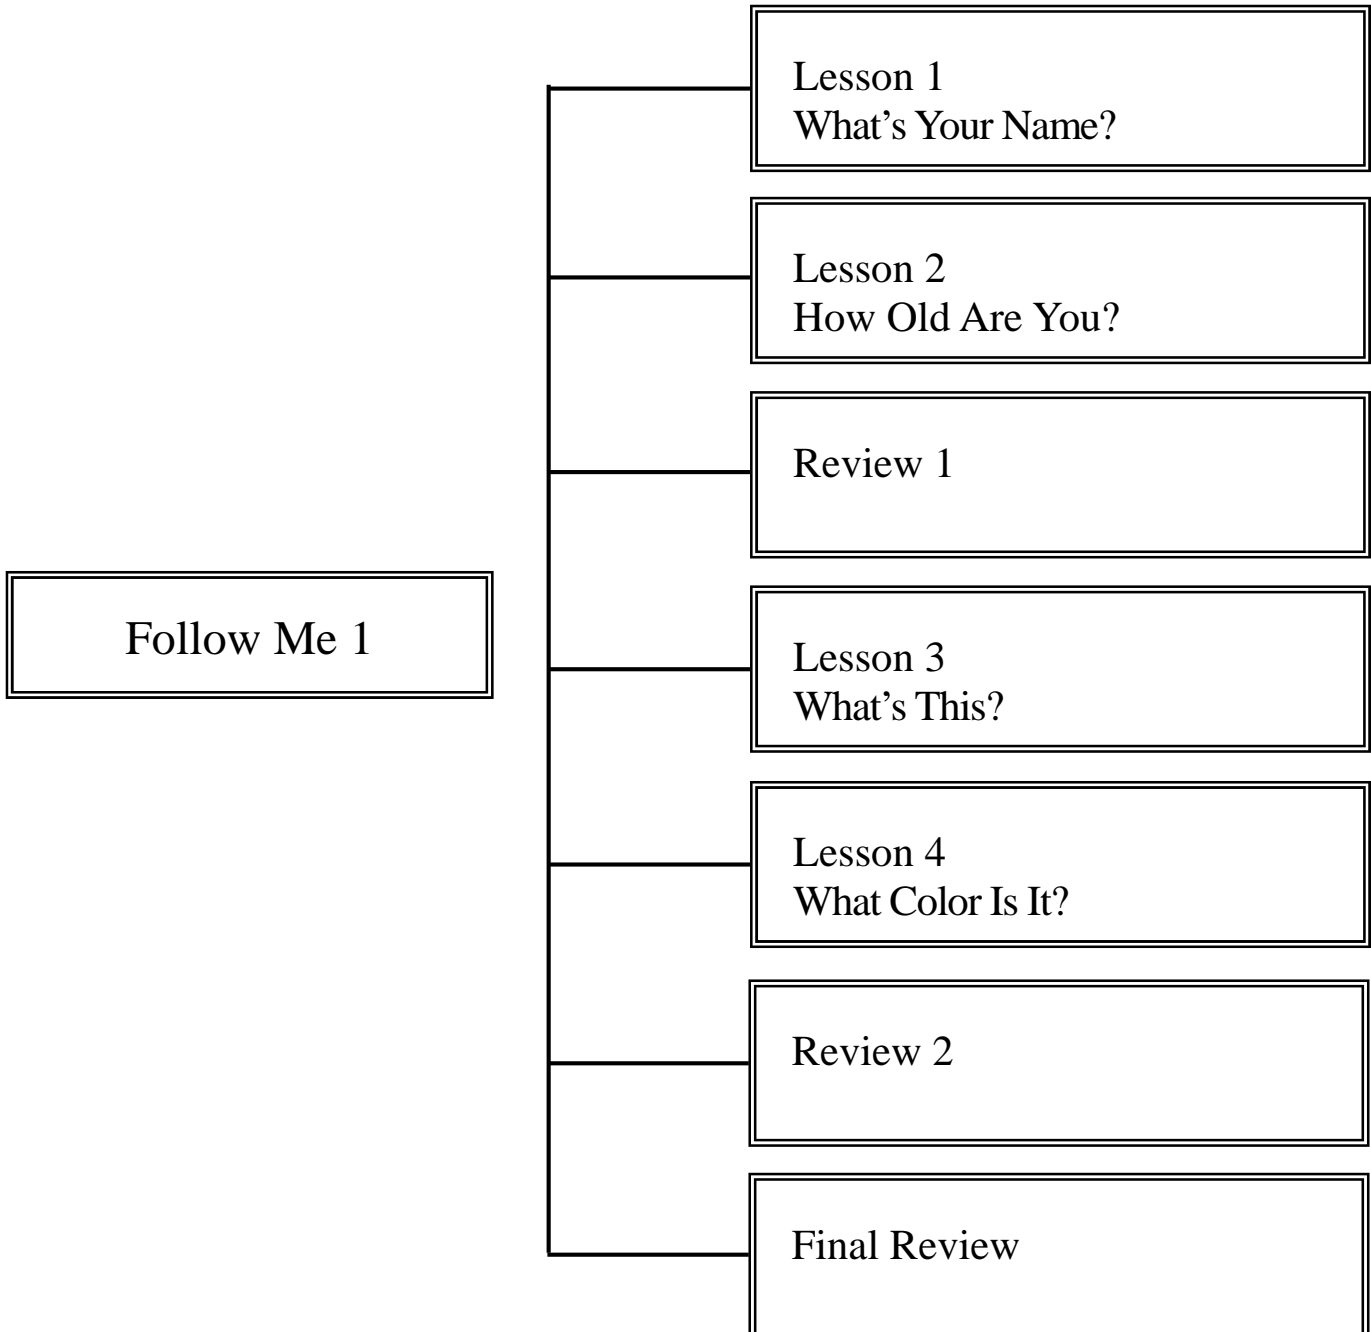 Lesson 1
What’s Your Name?
Lesson 2
How Old Are You?
Review 1
Follow Me 1
Lesson 3
What’s This?
Lesson 4
What Color Is It?
Review 2
Final Review